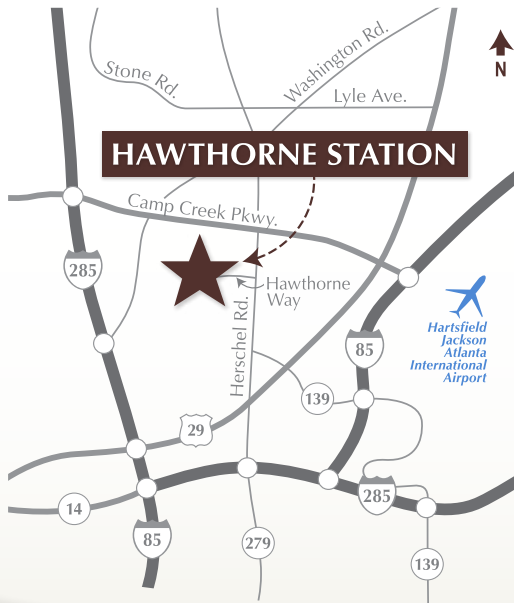 Stone Rd.
Washington Rd.
Lyle Ave.
N
HAWTHORNE STATION
Camp Creek Pkwy.
285
Hawthorne
Way
Herschel Rd.
Hartsfield
Jackson
Atlanta
International
Airport
85
139
29
285
14
85
279
139